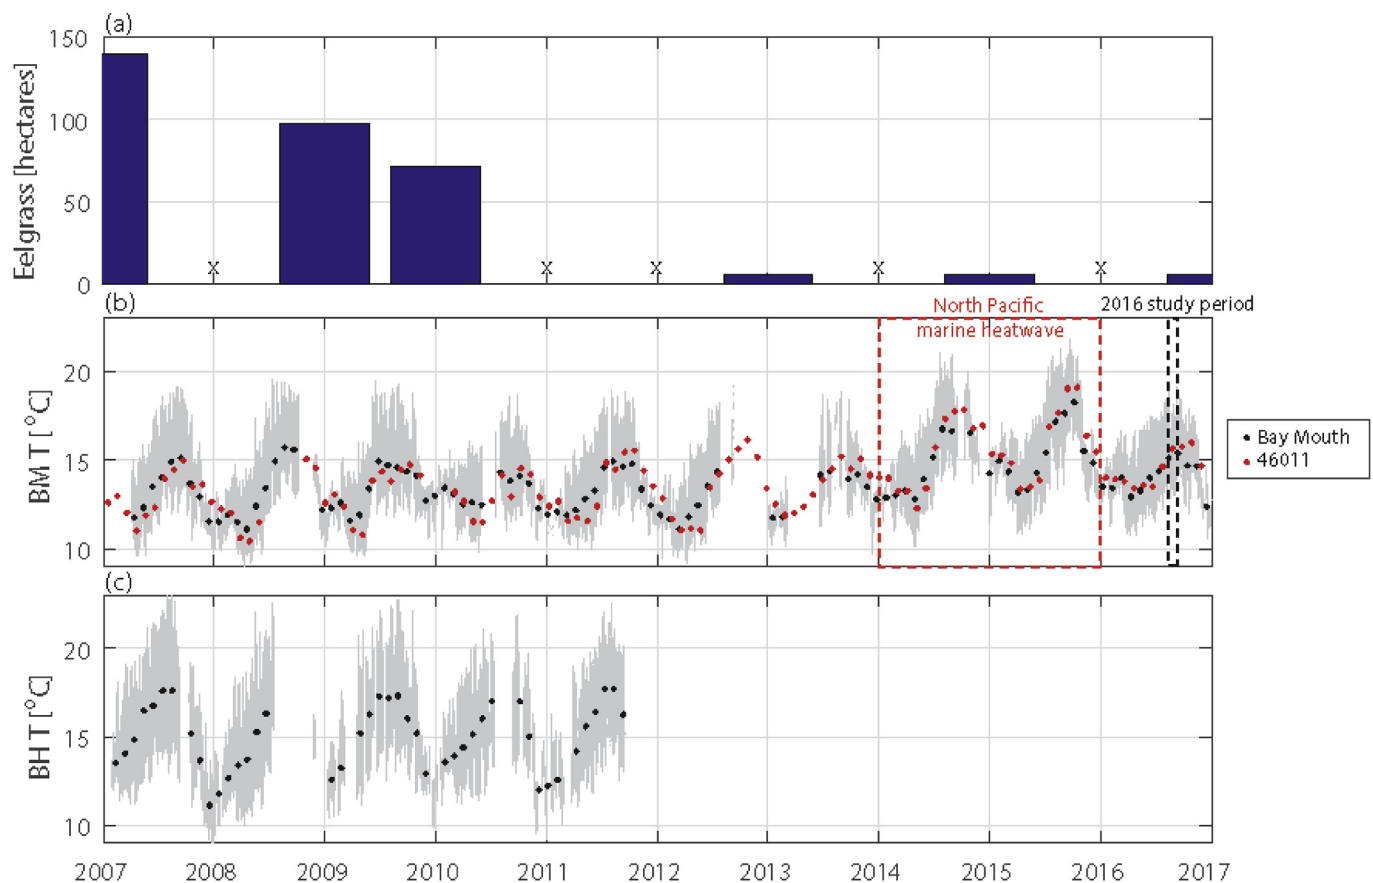 (a)
150
100
50
0
Eelgrass [hectares]
X X X X X
(b)
North Pacific
marine heatwave
2016 study period
20
15
10
BM T [°C]
Bay Mouth
46011
(c)
20
15
10
BH T [°C]
2007 2008 2009 2010 2011 2012 2013 2014 2015 2016 2017